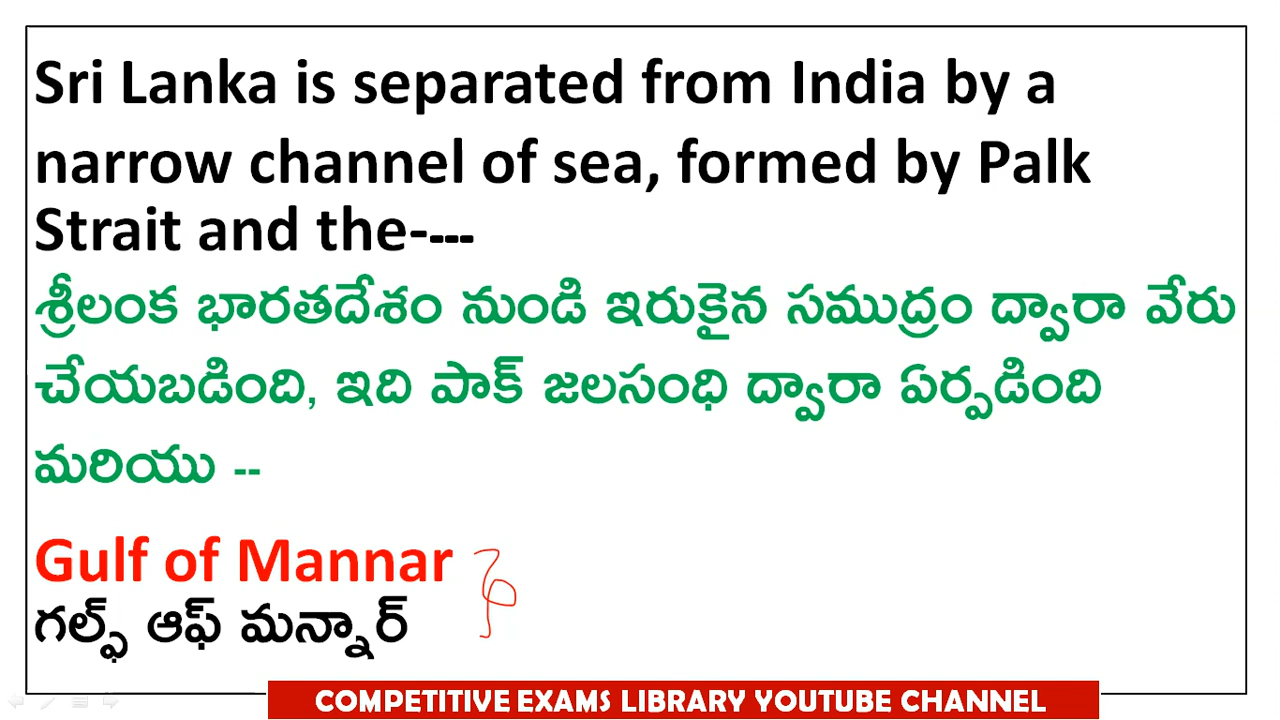 Sri Lanka is separated from India by a
narrow channel of sea, formed by Palk
Strait and the----
శ్రీలంక భారతదేశం నుండి ఇరుకైన సముద్రం ద్వారా వేరు
చేయబడింది, ఇది పాక్ జలసంధి ద్వారా ఏర్పడింది
మరియు --
Gulf of Mannar
గల్ఫ్ ఆఫ్ మన్నార్
COMPETITIVE EXAMS LIBRARY YOUTUBE CHANNEL